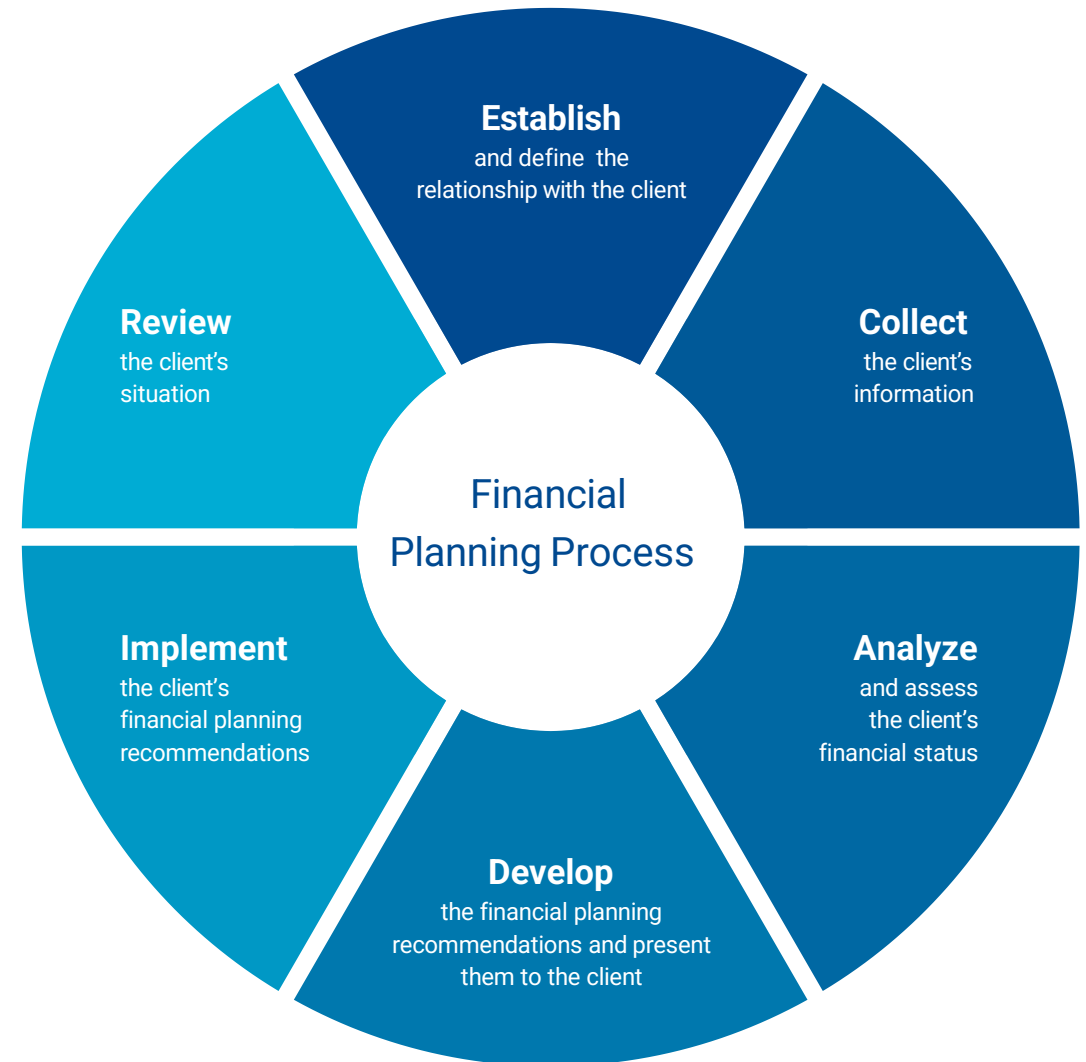 Establish
and define the
relationship with the client
Collect
the client's
information
Analyze
and assess
the client's
financial status
Develop
the financial planning
recommendations and present
them to the client
Implement
the client's
financial planning
recommendations
Review
the client's
situation
Financial
Planning Process